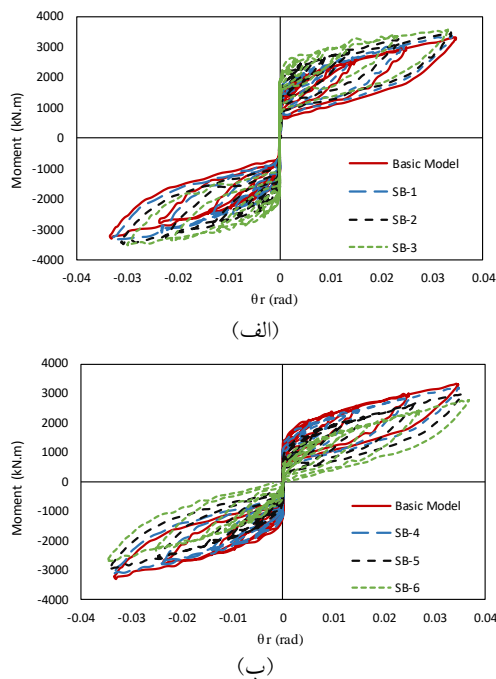 4000
3000
2000
1000
0
-1000
-2000
-3000
-4000
Moment (kN.m)
Basic Model
SB-1
SB-2
SB-3
-0.04 -0.03 -0.02 -0.01 0 0.01 0.02 0.03 0.04
θr (rad)
(الف)
4000
3000
2000
1000
0
-1000
-2000
-3000
-4000
Moment (kN.m)
Basic Model
SB-4
SB-5
SB-6
-0.04 -0.03 -0.02 -0.01 0 0.01 0.02 0.03 0.04
θr (rad)
(ب)